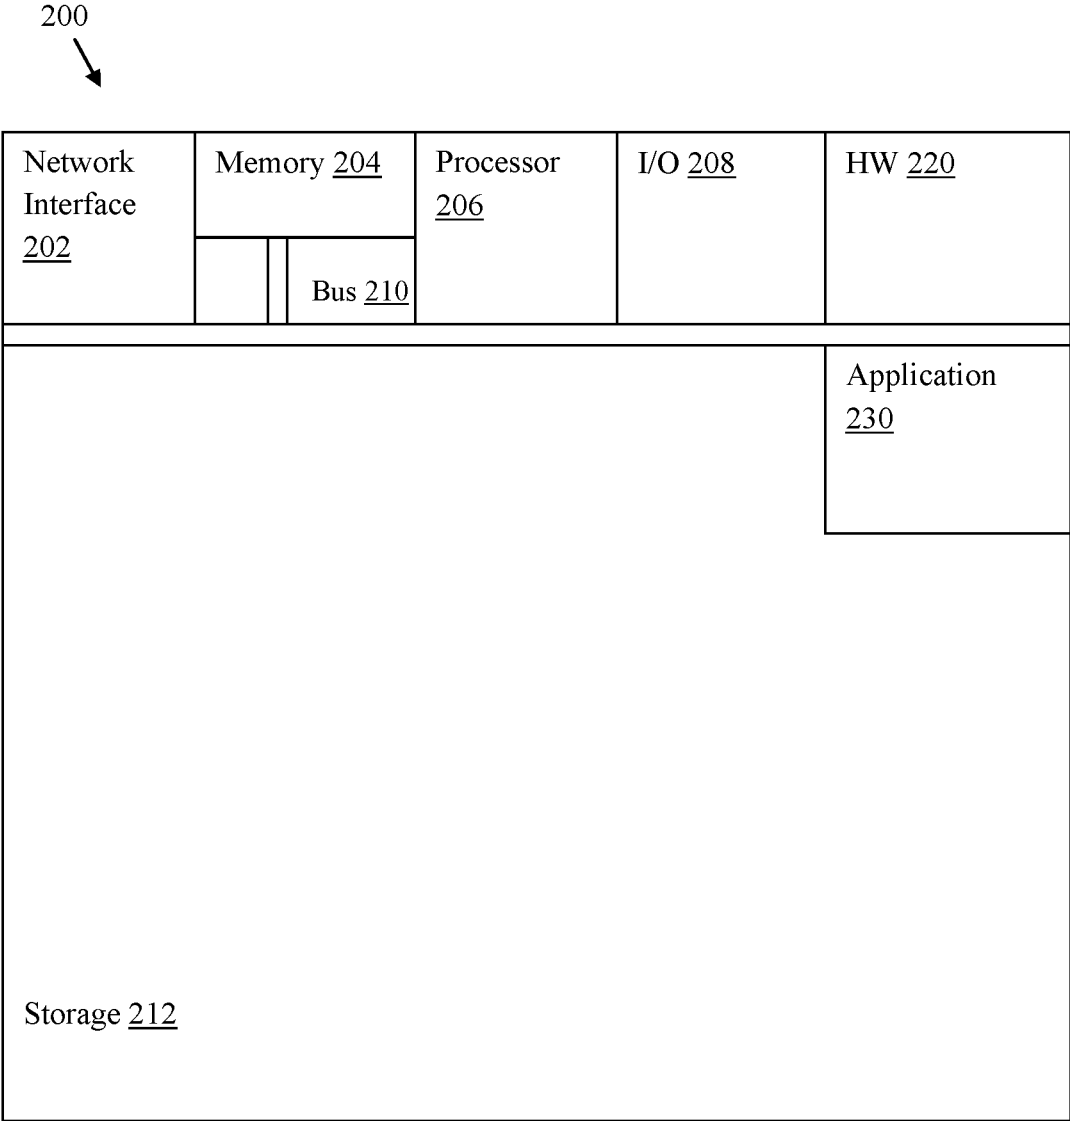 200
Network
Interface
202
Memory 204
Bus 210
Processor
206
I/O 208
HW 220
Application
230
Storage 212